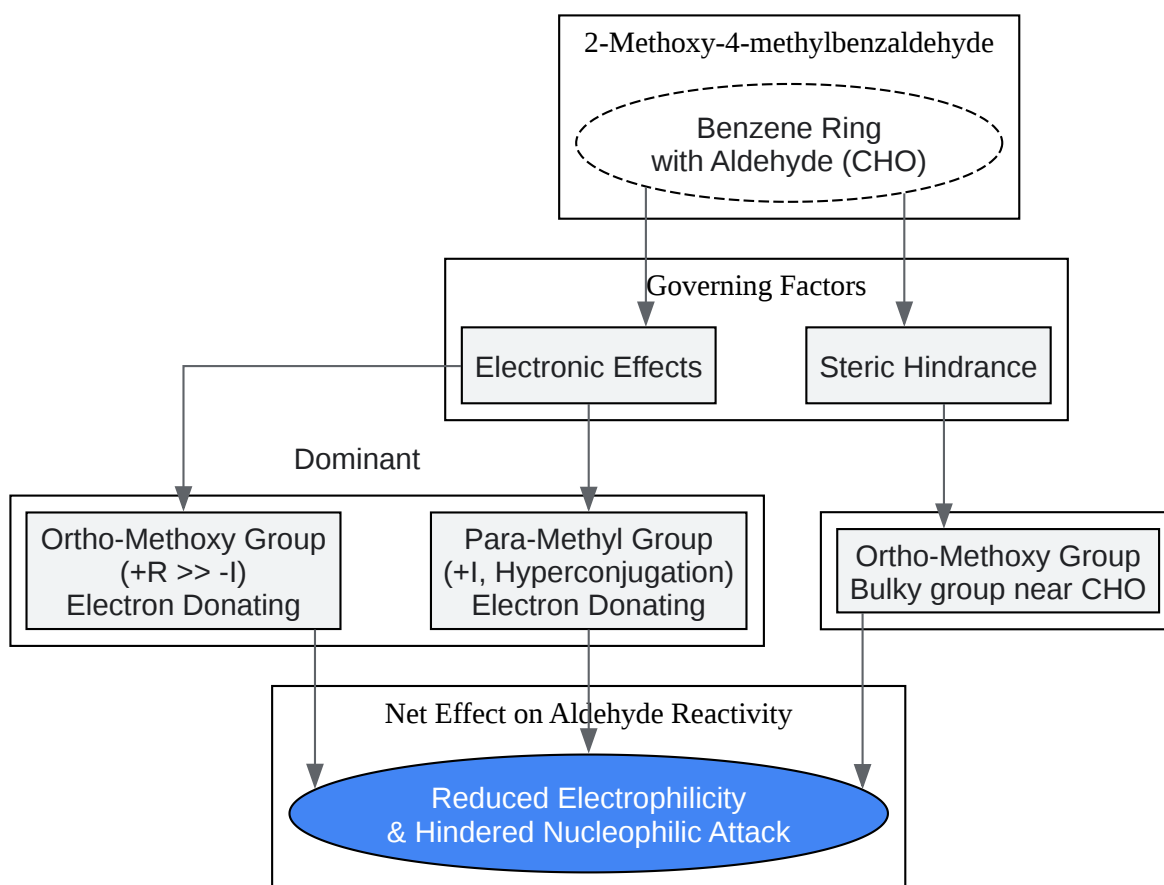 2-Methoxy-4-methylbenzaldehyde
Benzene Ring
with Aldehyde (CHO)
Governing Factors
Electronic Effects
Steric Hindrance
Dominant
Ortho-Methoxy Group
(+R >> -I)
Electron Donating
Para-Methyl Group
(+I, Hyperconjugation)
Electron Donating
Ortho-Methoxy Group
Bulky group near CHO
Net Effect on Aldehyde Reactivity
Reduced Electrophilicity
& Hindered Nucleophilic Attack